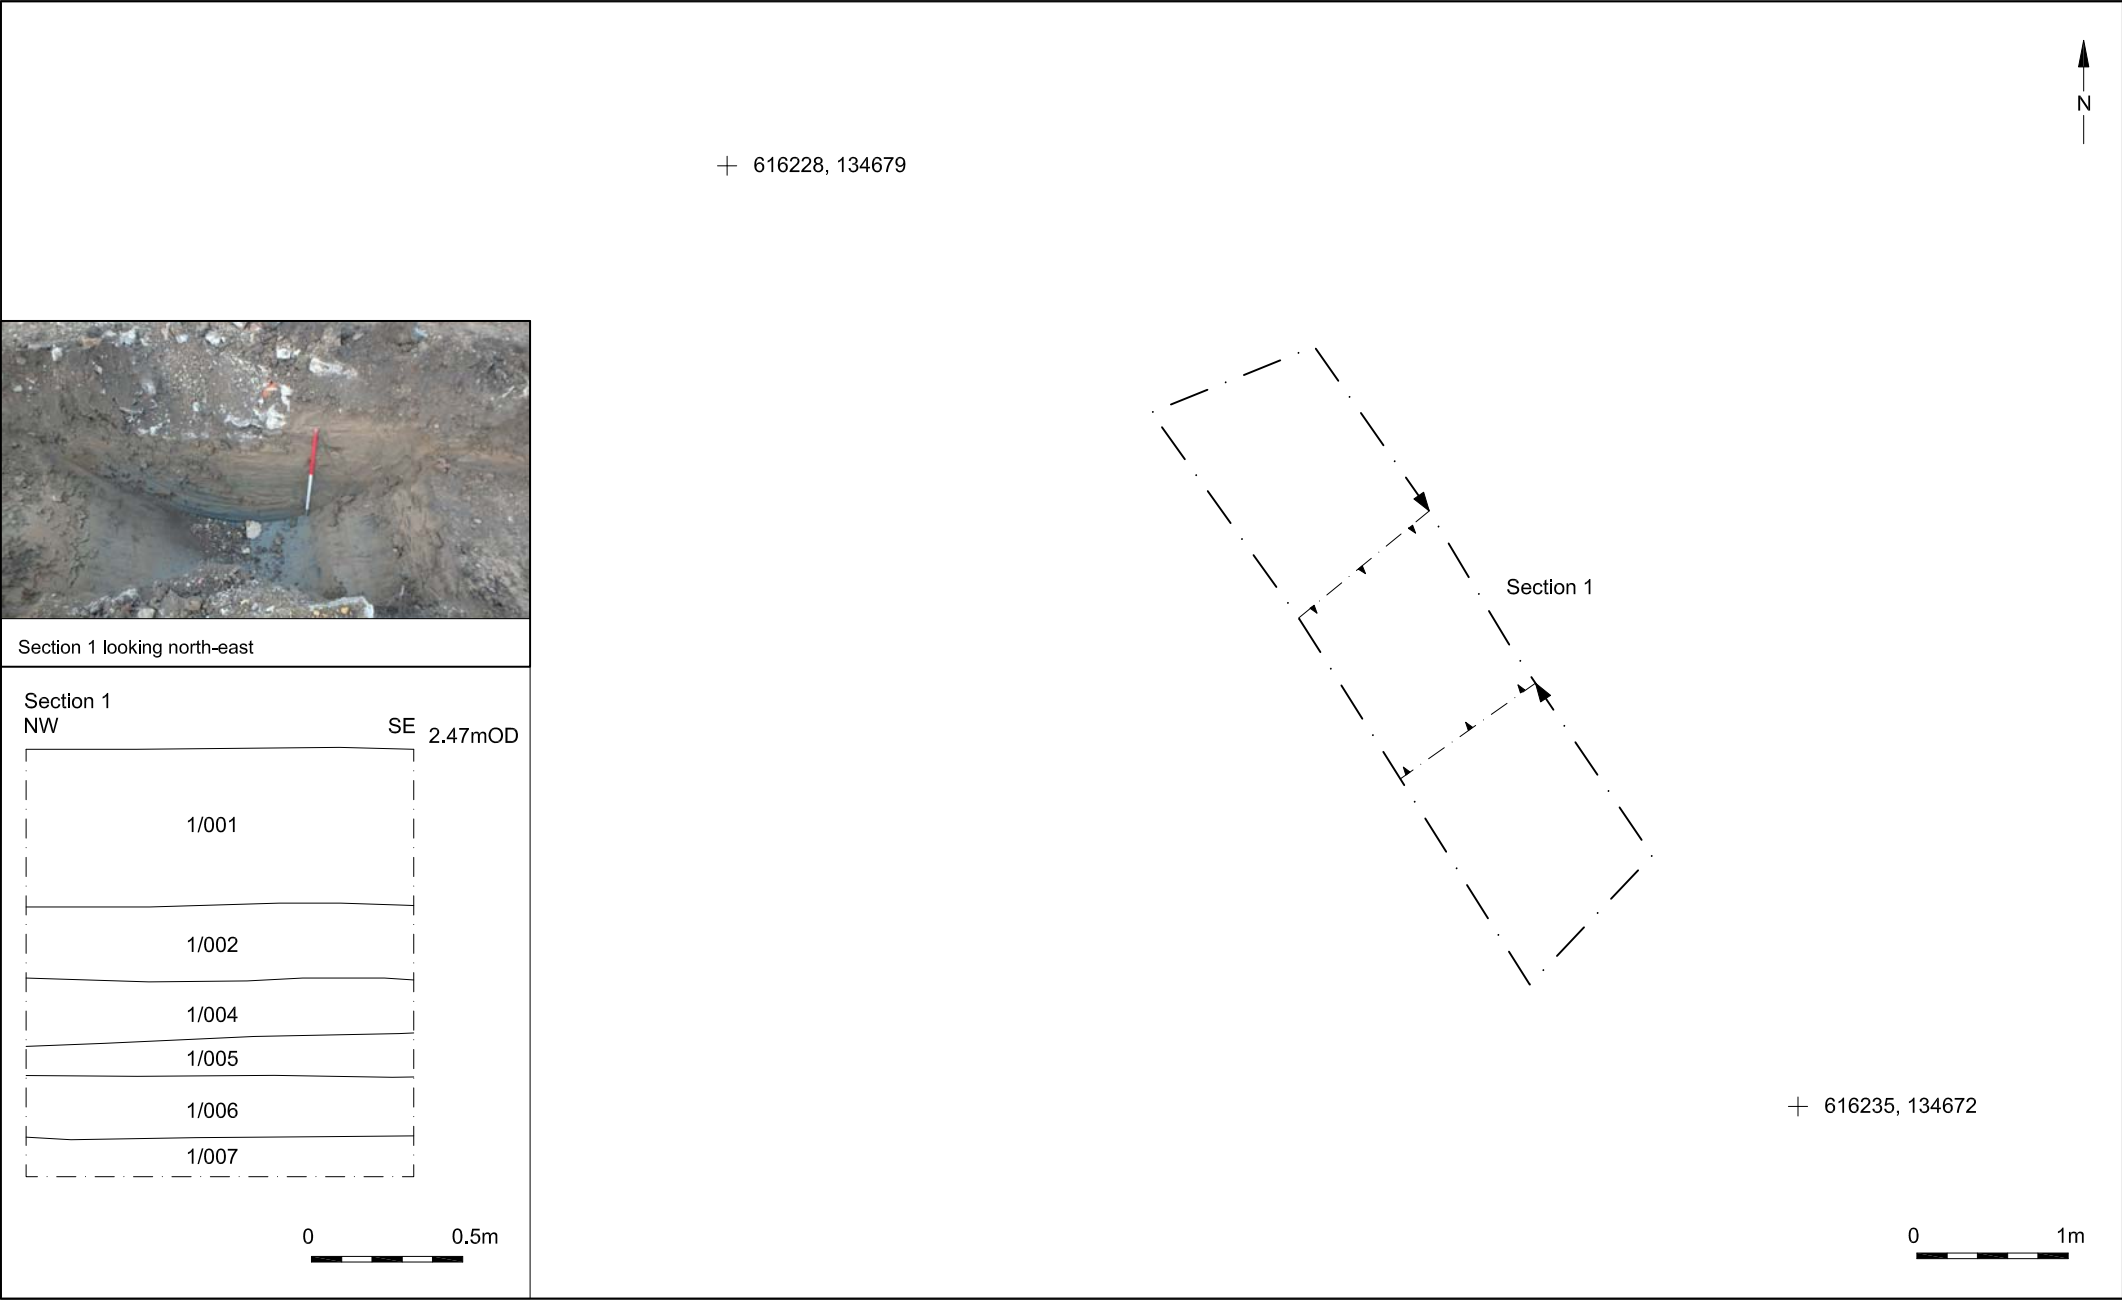 N
616228, 134679
Section 1 looking north-east
Section 1
Section 1
NW SE 2.47mOD
1/001
1/002
1/004
1/005
1/006
1/007
0 0.5m
616235, 134672
0 1m